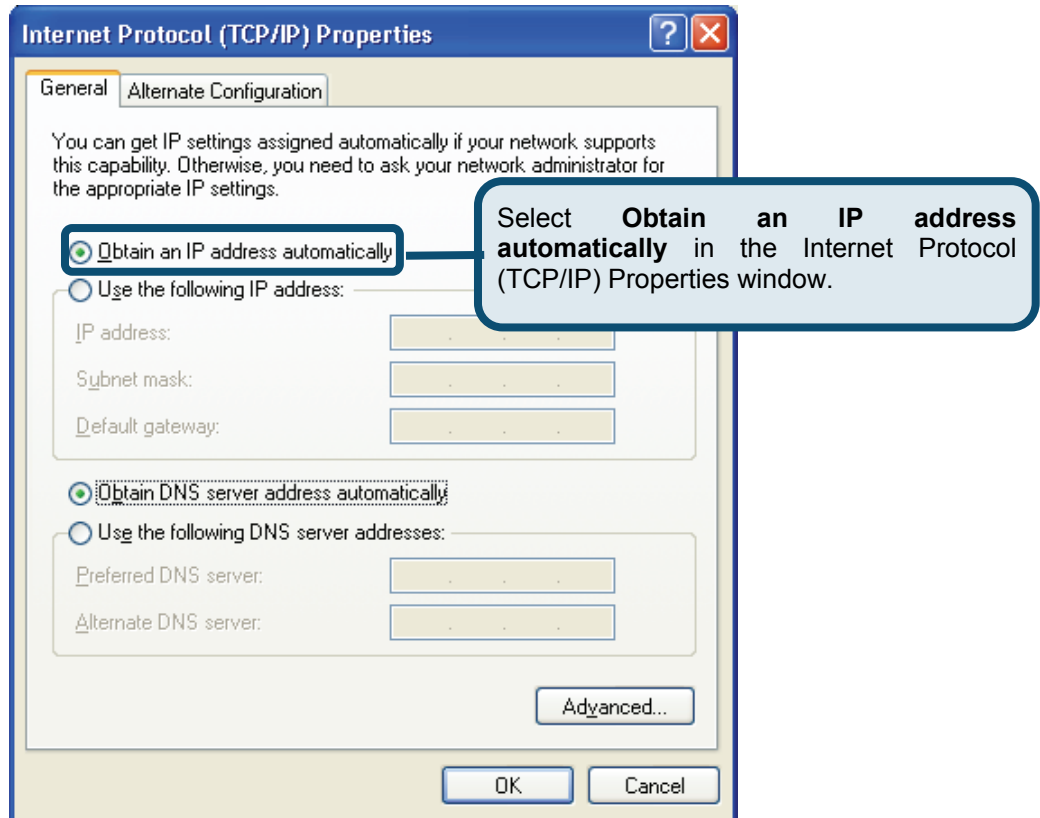 Internet Protocol (TCP/IP) Properties
General
Alternate Configuration
You can get IP settings assigned automatically if your network supports
this capability. Otherwise, you need to ask your network administrator for
the appropriate IP settings.
Select Obtain an IP address
automatically in the Internet Protocol
(TCP/IP) Properties window.
Obtain an IP address automatically
Use the following IP address:
IP address:
Subnet mask:
Default gateway:
Obtain DNS server address automatically
Use the following DNS server addresses:
Preferred DNS server:
Alternate DNS server:
Advanced...
OK
Cancel